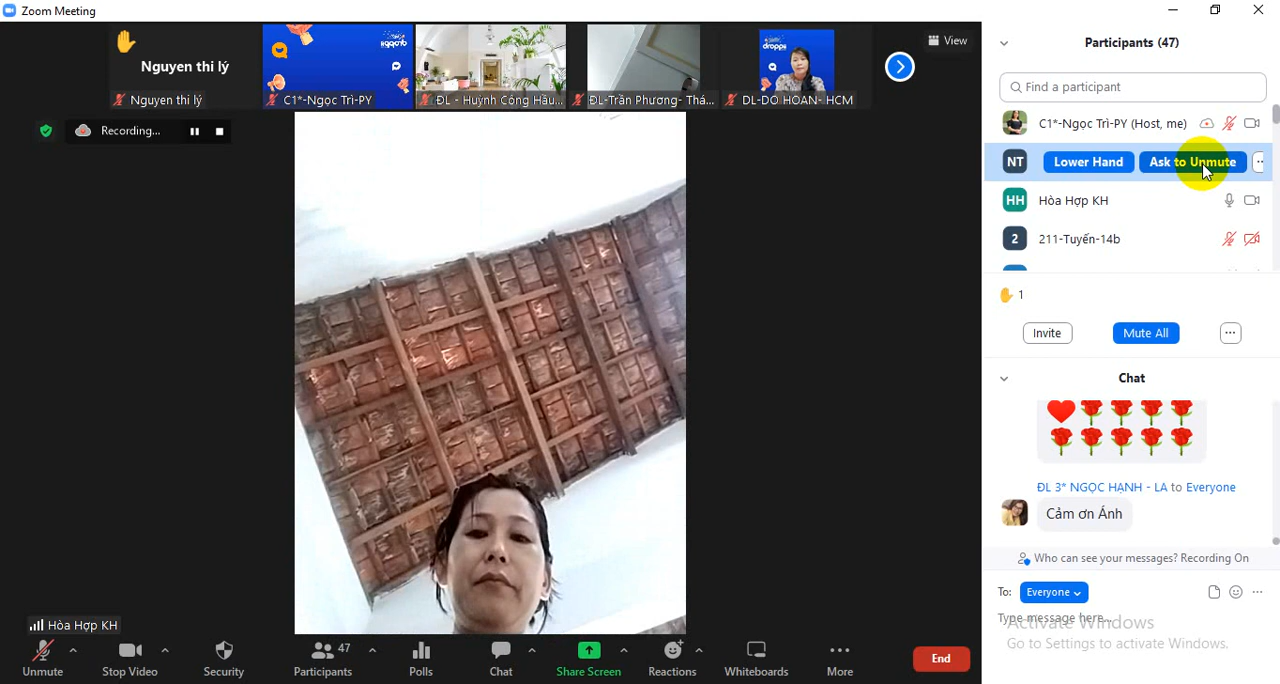 Zoom Meeting
Nguyen thi lý
Nguyen thi lý
C1*-Ngọc Trì-PY
ĐL - Huỳnh Công Hầu...
ĐL-Trần Phương- Thá...
droppii
DL-DO HOAN- HCM
View
Recording...
Hòa Hợp KH
Unmute
Stop Video
Security
47
Participants
Polls
Chat
Share Screen
Reactions
Whiteboards
More
End
Participants (47)
Find a participant
C1*-Ngọc Trì-PY (Host, me)
NT
Lower Hand
Ask to Unmute
HH
Hòa Hợp KH
2
211-Tuyến-14b
1
Invite
Mute All
Chat
ĐL 3* NGỌC HẠNH - LA to Everyone
Cảm ơn Ánh
Who can see your messages? Recording On
To:
Everyone
Type message here...
Activate Windows
Go to Settings to activate Windows.